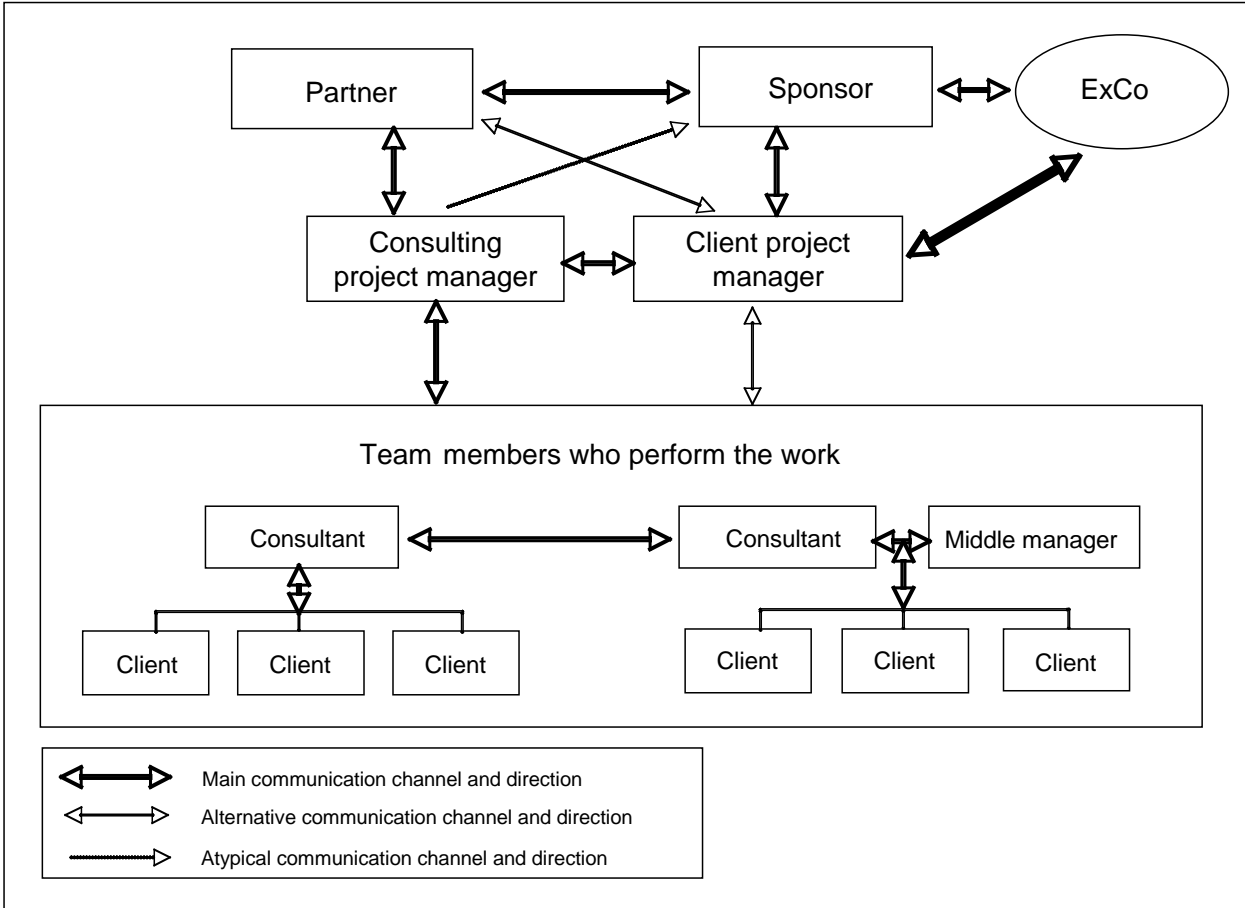 Partner
Sponsor
ExCo
Consulting
project manager
Client project
manager
Team members who perform the work
Consultant
Consultant
Middle manager
Client
Client
Client
Client
Client
Client
Main communication channel and direction
Alternative communication channel and direction
Atypical communication channel and direction